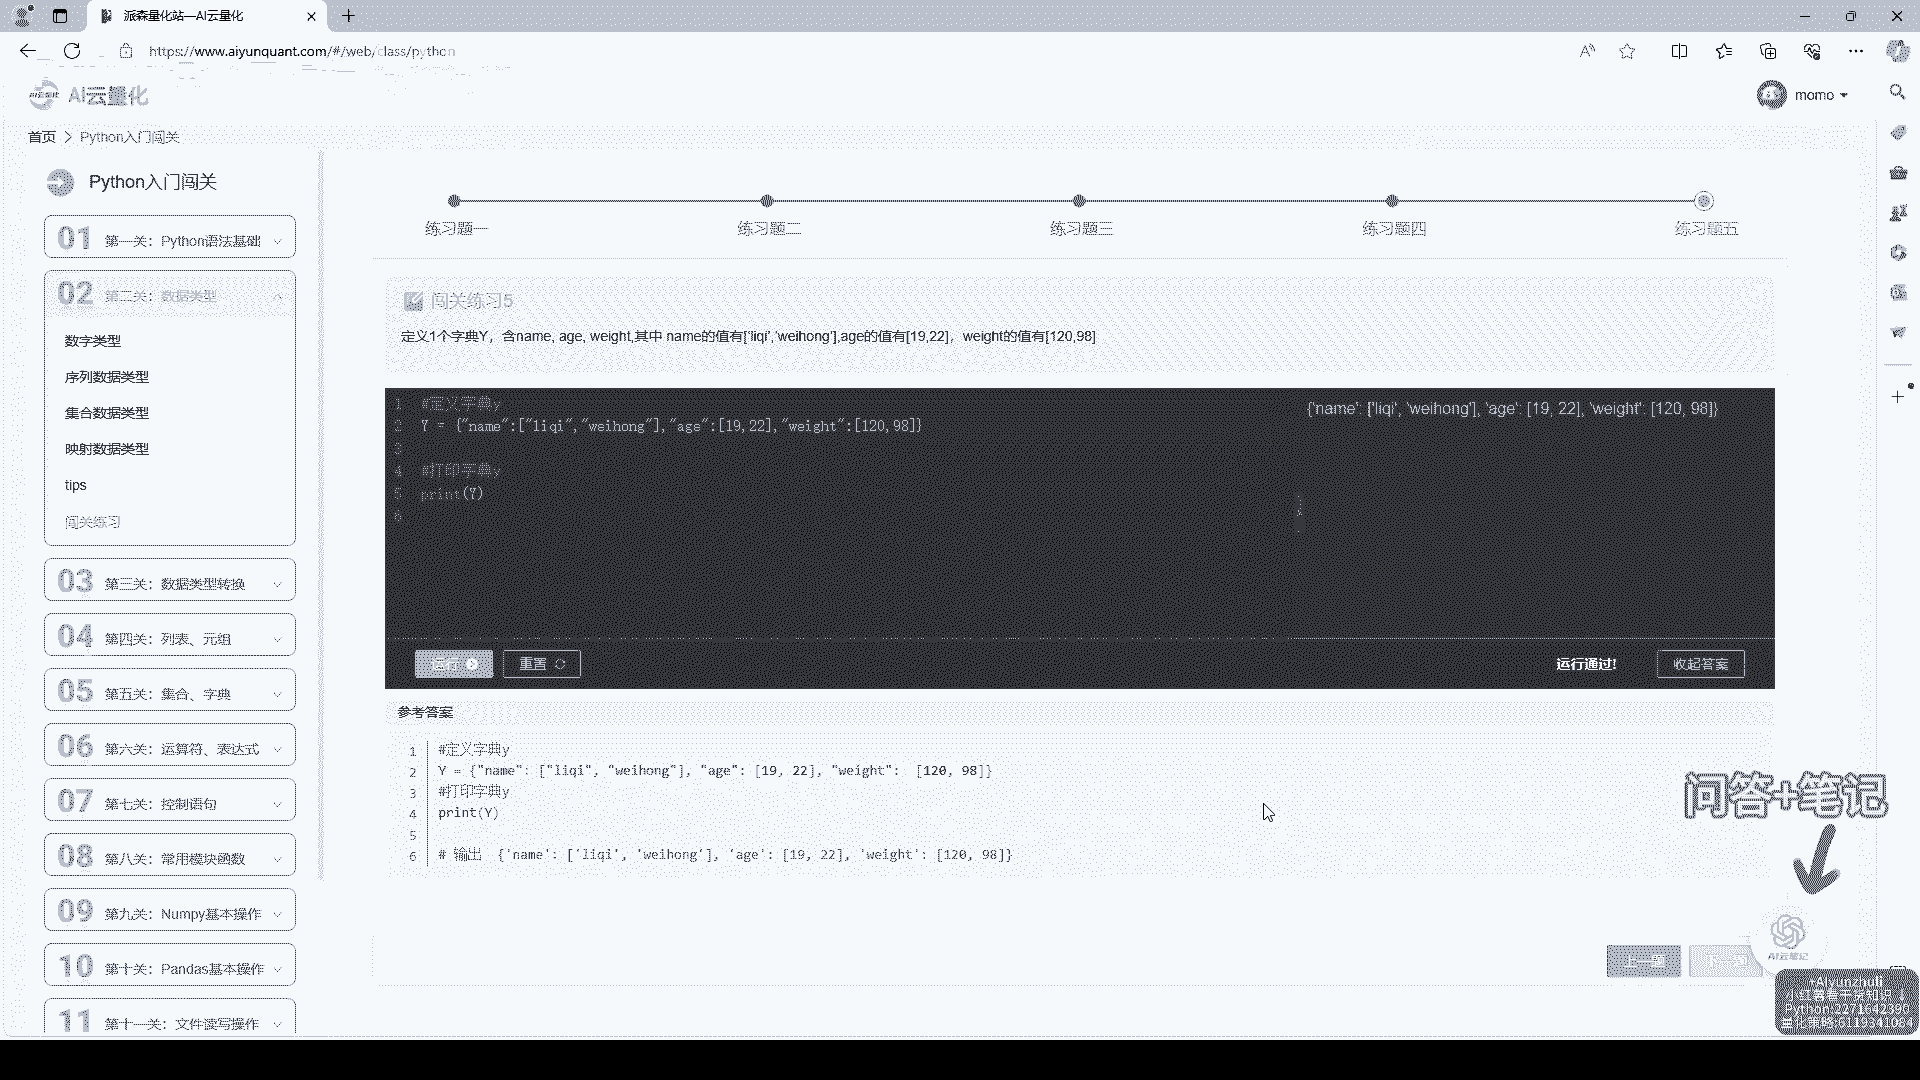 派森量化站—AI云量化
https://www.aiyunquant.com/#/web/class/python
AI云量化
momo
首页 > Python入门闯关
Python入门闯关
01 第一关：Python语法基础
02 第二关：数据类型
数字类型
序列数据类型
集合数据类型
映射数据类型
tips
闯关练习
03 第三关：数据类型转换
04 第四关：列表、元组
05 第五关：集合、字典
06 第六关：运算符、表达式
07 第七关：控制语句
08 第八关：常用模块函数
09 第九关：Numpy基本操作
10 第十关：Pandas基本操作
11 第十一关：文件读写操作
练习题一
练习题二
练习题三
练习题四
练习题五
闯关练习5
定义1个字典Y，含name, age, weight,其中 name的值有['liqi','weihong'],age的值有[19,22]，weight的值有[120,98]
1 #定义字典y
2 Y = {"name":["liqi","weihong"],"age":[19,22],"weight":[120,98]}
3
4 #打印字典y
5 print(Y)
6
{'name': ['liqi', 'weihong'], 'age': [19, 22], 'weight': [120, 98]}
运行
重置
运行通过!
收起答案
参考答案
1 #定义字典y
2 Y = {"name": ["liqi", "weihong"], "age": [19, 22], "weight":  [120, 98]}
3 #打印字典y
4 print(Y)
5
6 # 输出  {'name': ['liqi', 'weihong'], 'age': [19, 22], 'weight': [120, 98]}
问答+笔记
AI云笔记
上一题
下一题
+Aiyunzhuli
Python:2271642390